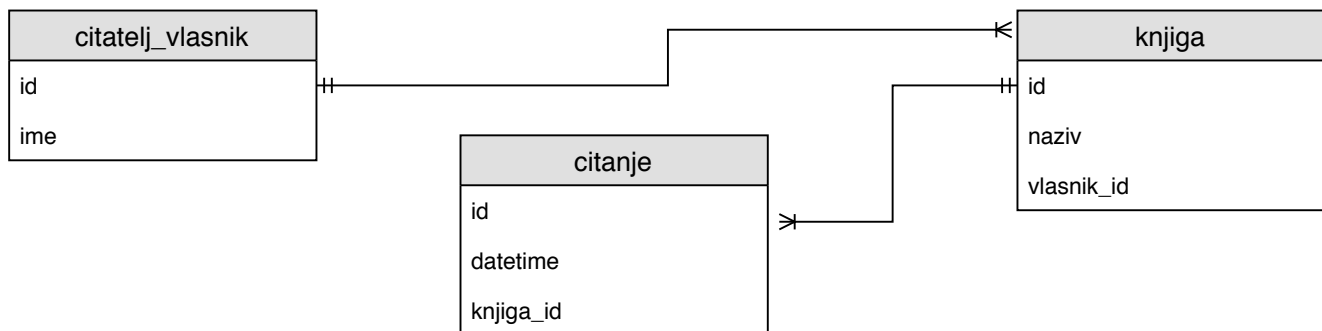 citatelj_vlasnik
id
ime
knjiga
id
naziv
vlasnik_id
citanje
id
datetime
knjiga_id